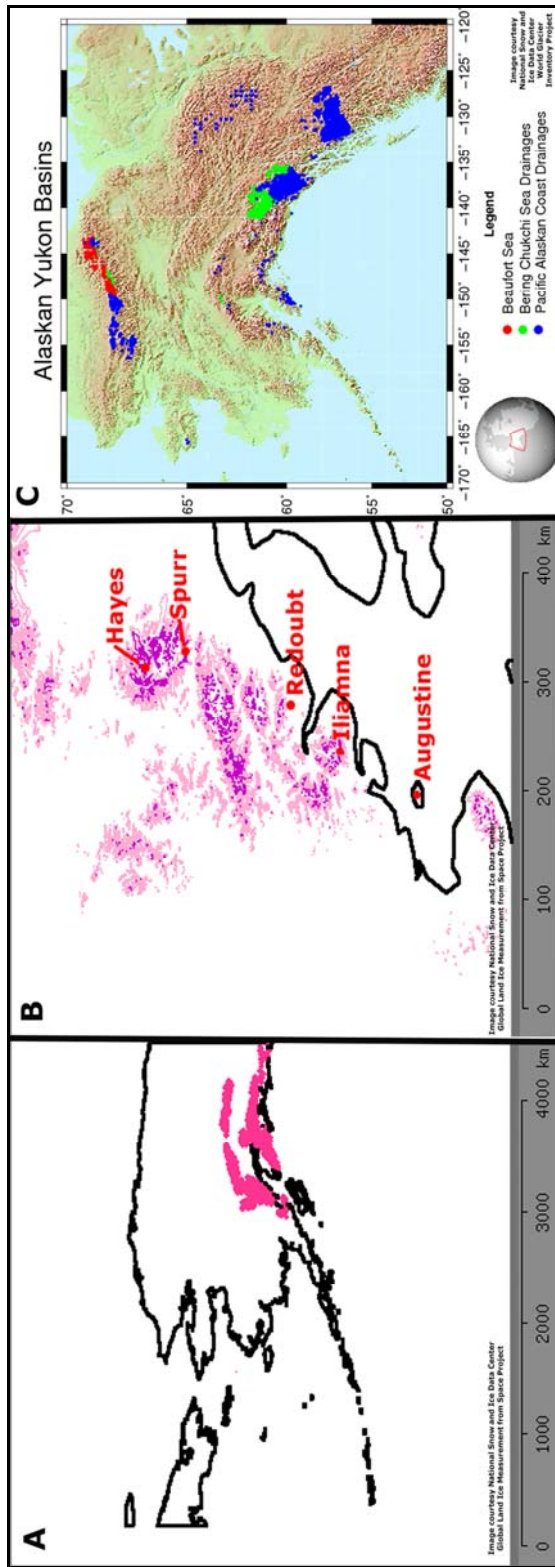 A
Image courtesy National Snow and Ice Data Center
Global Land Ice Measurement from Space Project
0 1000 2000 3000 4000 km
B
Hayes
Spurr
Redoubt
Iliamna
Augustine
Image courtesy National Snow and Ice Data Center
Global Land Ice Measurement from Space Project
0 100 200 300 400 km
C
Alaskan Yukon Basins
70°
65°
60°
55°
50°
-170° -165° -160° -155° -150° -145° -140° -135° -130° -125° -120°
Legend
Beaufort Sea
Bering Chukchi Sea Drainages
Pacific Alaskan Coast Drainages
Image courtesy
National Snow and
Ice Data Center
World Glacier
Inventory Project